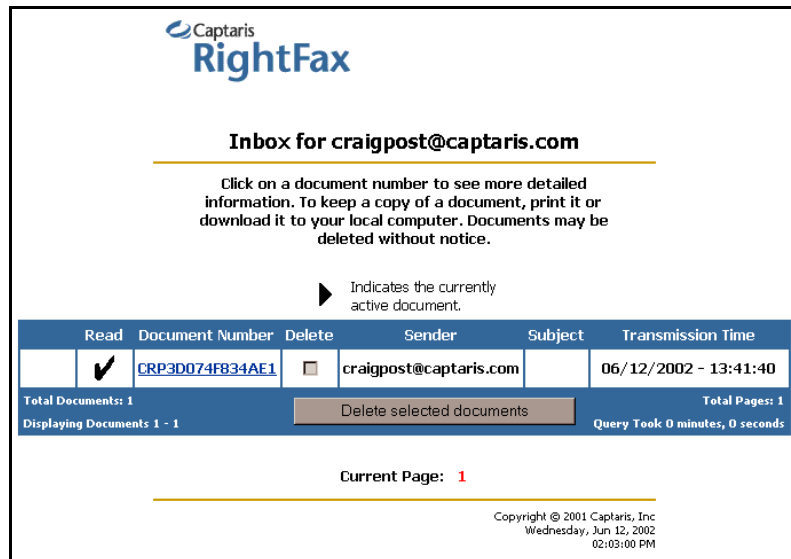 Captaris
RightFax
Inbox for craigpost@captaris.com
Click on a document number to see more detailed
information. To keep a copy of a document, print it or
download it to your local computer. Documents may be
deleted without notice.
Indicates the currently
active document.
Read Document Number Delete Sender Subject Transmission Time
CRP3D074F834AE1 craigpost@captaris.com 06/12/2002 - 13:41:40
Total Documents: 1 Delete selected documents Total Pages: 1
Displaying Documents 1 - 1 Query Took 0 minutes, 0 seconds
Current Page: 1
Copyright © 2001 Captaris, Inc
Wednesday, Jun 12, 2002
02:03:00 PM